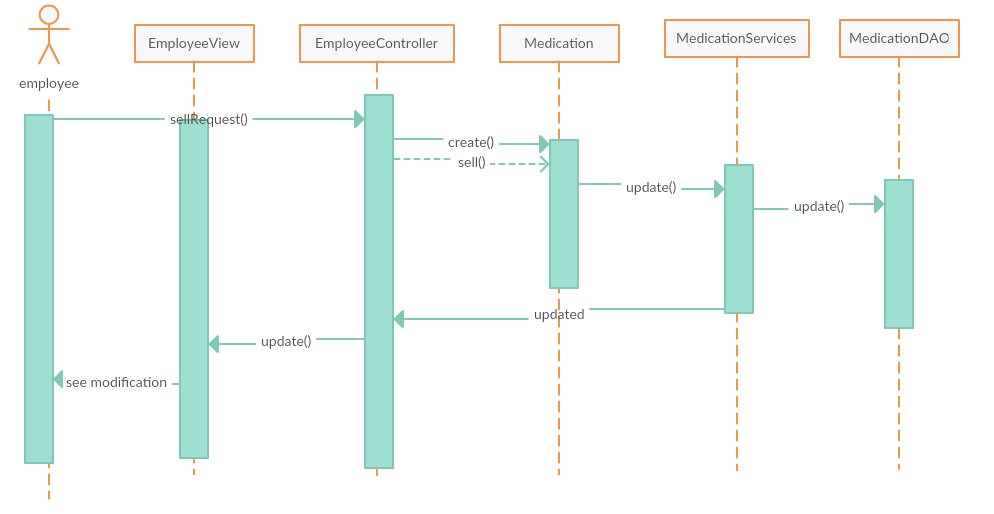 employee
EmployeeView
EmployeeController
Medication
MedicationServices
MedicationDAO
sellRequest()
create()
sell()
update()
update()
updated
update()
see modification